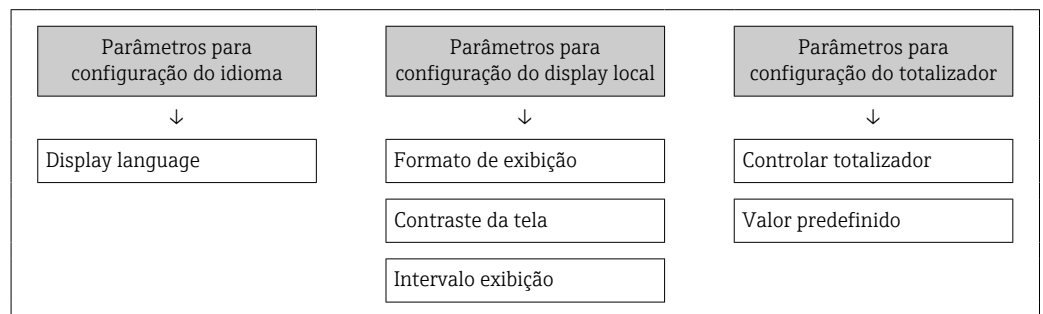 Parâmetros para
configuração do idioma
↓
Display language
Parâmetros para
configuração do display local
↓
Formato de exibição
Contraste da tela
Intervalo exibição
Parâmetros para
configuração do totalizador
↓
Controlar totalizador
Valor predefinido